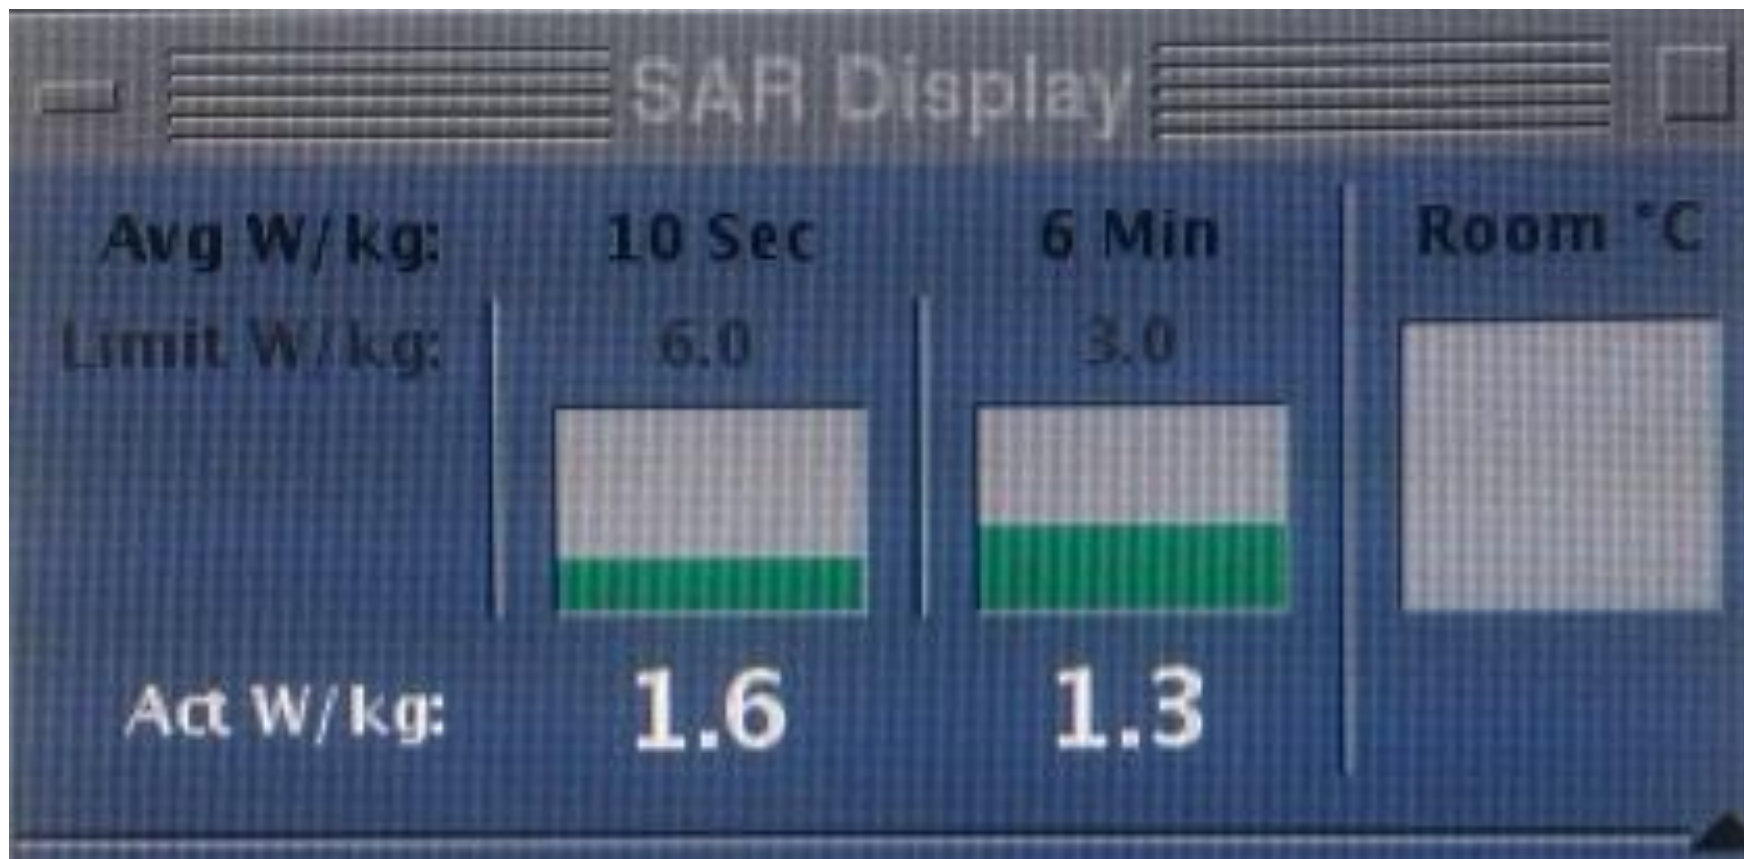 SAR Display
Avg W/kg: 10 Sec 6 Min Room °C
Limit W/kg: 6.0 3.0
Act W/kg: 1.6 1.3